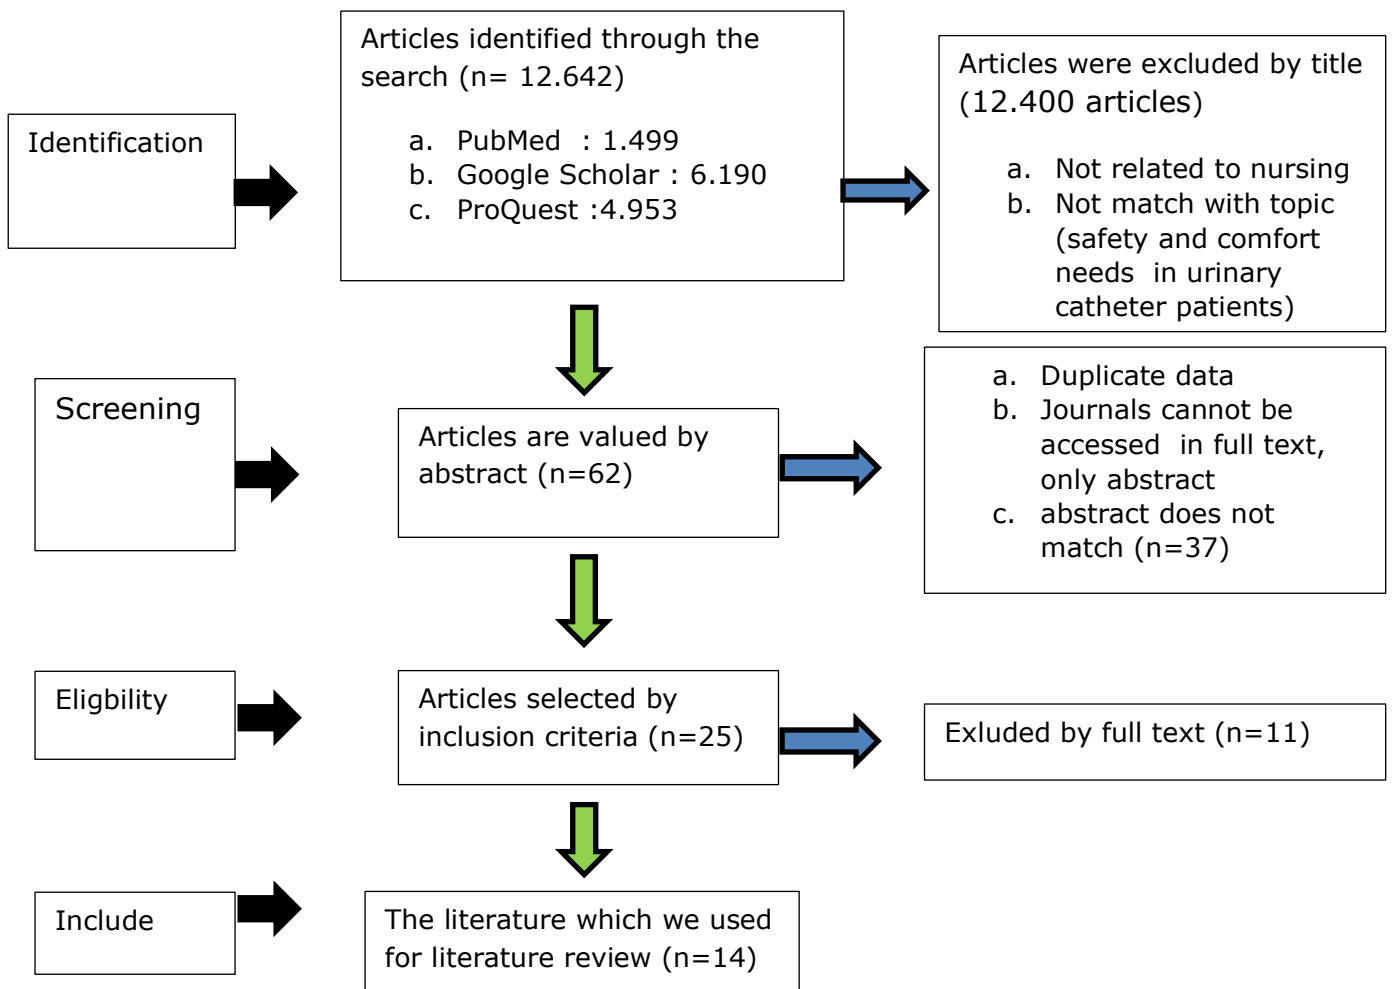 Identification
Articles identified through the
search (n= 12.642)
a. PubMed : 1.499
b. Google Scholar : 6.190
c. ProQuest :4.953
Articles were excluded by title
(12.400 articles)
a. Not related to nursing
b. Not match with topic
(safety and comfort
needs in urinary
catheter patients)
Screening
Articles are valued by
abstract (n=62)
a. Duplicate data
b. Journals cannot be
accessed in full text,
only abstract
c. abstract does not
match (n=37)
Eligbility
Articles selected by
inclusion criteria (n=25)
Exluded by full text (n=11)
Include
The literature which we used
for literature review (n=14)